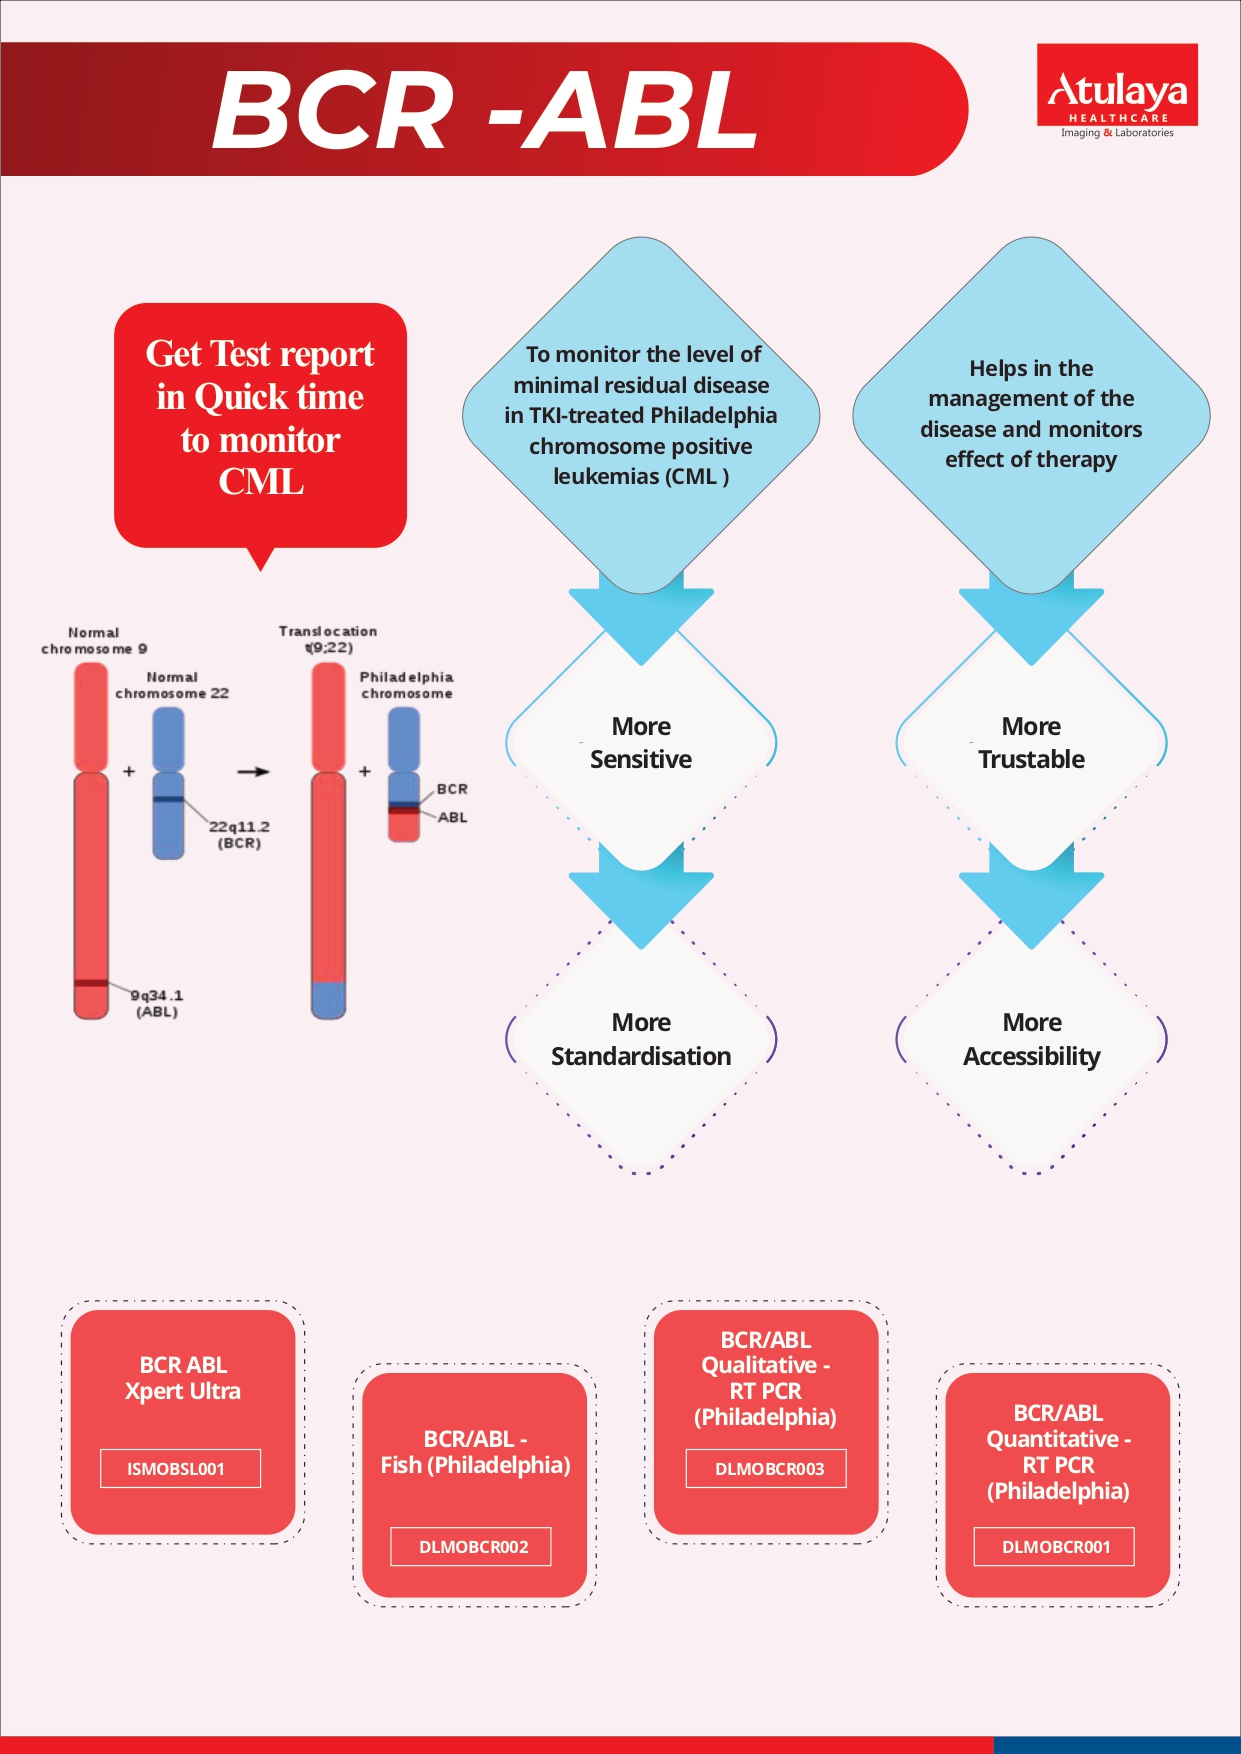 BCR -ABL
Atulaya
HEALTHCARE
Imaging & Laboratories
Get Test report
in Quick time
to monitor
CML
To monitor the level of
minimal residual disease
in TKI-treated Philadelphia
chromosome positive
leukemias (CML )
Helps in the
management of the
disease and monitors
effect of therapy
Normal
chromosome 9
Normal
chromosome 22
+
22q11.2
(BCR)
9q34.1
(ABL)
Translocation
t(9;22)
Philadelphia
chromosome
+
BCR
ABL
More
Sensitive
More
Trustable
More
Standardisation
More
Accessibility
BCR ABL
Xpert Ultra
ISMOBSL001
BCR/ABL -
Fish (Philadelphia)
DLMOBCR002
BCR/ABL
Qualitative -
RT PCR
(Philadelphia)
DLMOBCR003
BCR/ABL
Quantitative -
RT PCR
(Philadelphia)
DLMOBCR001